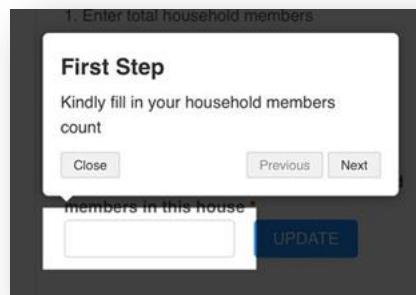 1. Enter total household members
First Step
Kindly fill in your household members
count
Close Previous Next
members in this house *
UPDATE